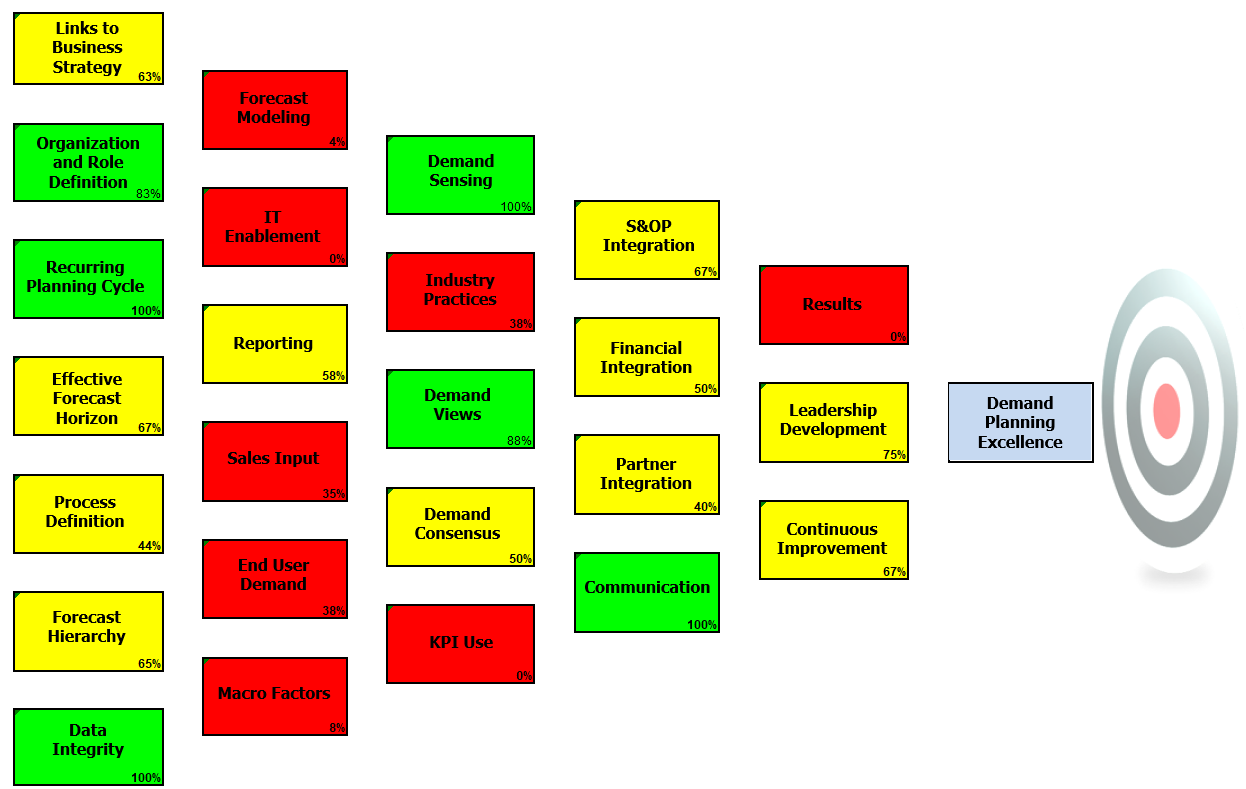 Links to
Business
Strategy
63%
Organization
and Role
Definition
83%
Recurring
Planning Cycle
100%
Effective
Forecast
Horizon
67%
Process
Definition
44%
Forecast
Hierarchy
65%
Data
Integrity
100%
Forecast
Modeling
4%
IT
Enablement
0%
Reporting
58%
Sales Input
35%
End User
Demand
38%
Macro Factors
8%
Demand
Sensing
100%
Industry
Practices
38%
Demand
Views
88%
Demand
Consensus
50%
KPI Use
0%
S&OP
Integration
67%
Financial
Integration
50%
Partner
Integration
40%
Communication
100%
Results
0%
Leadership
Development
75%
Continuous
Improvement
67%
Demand
Planning
Excellence